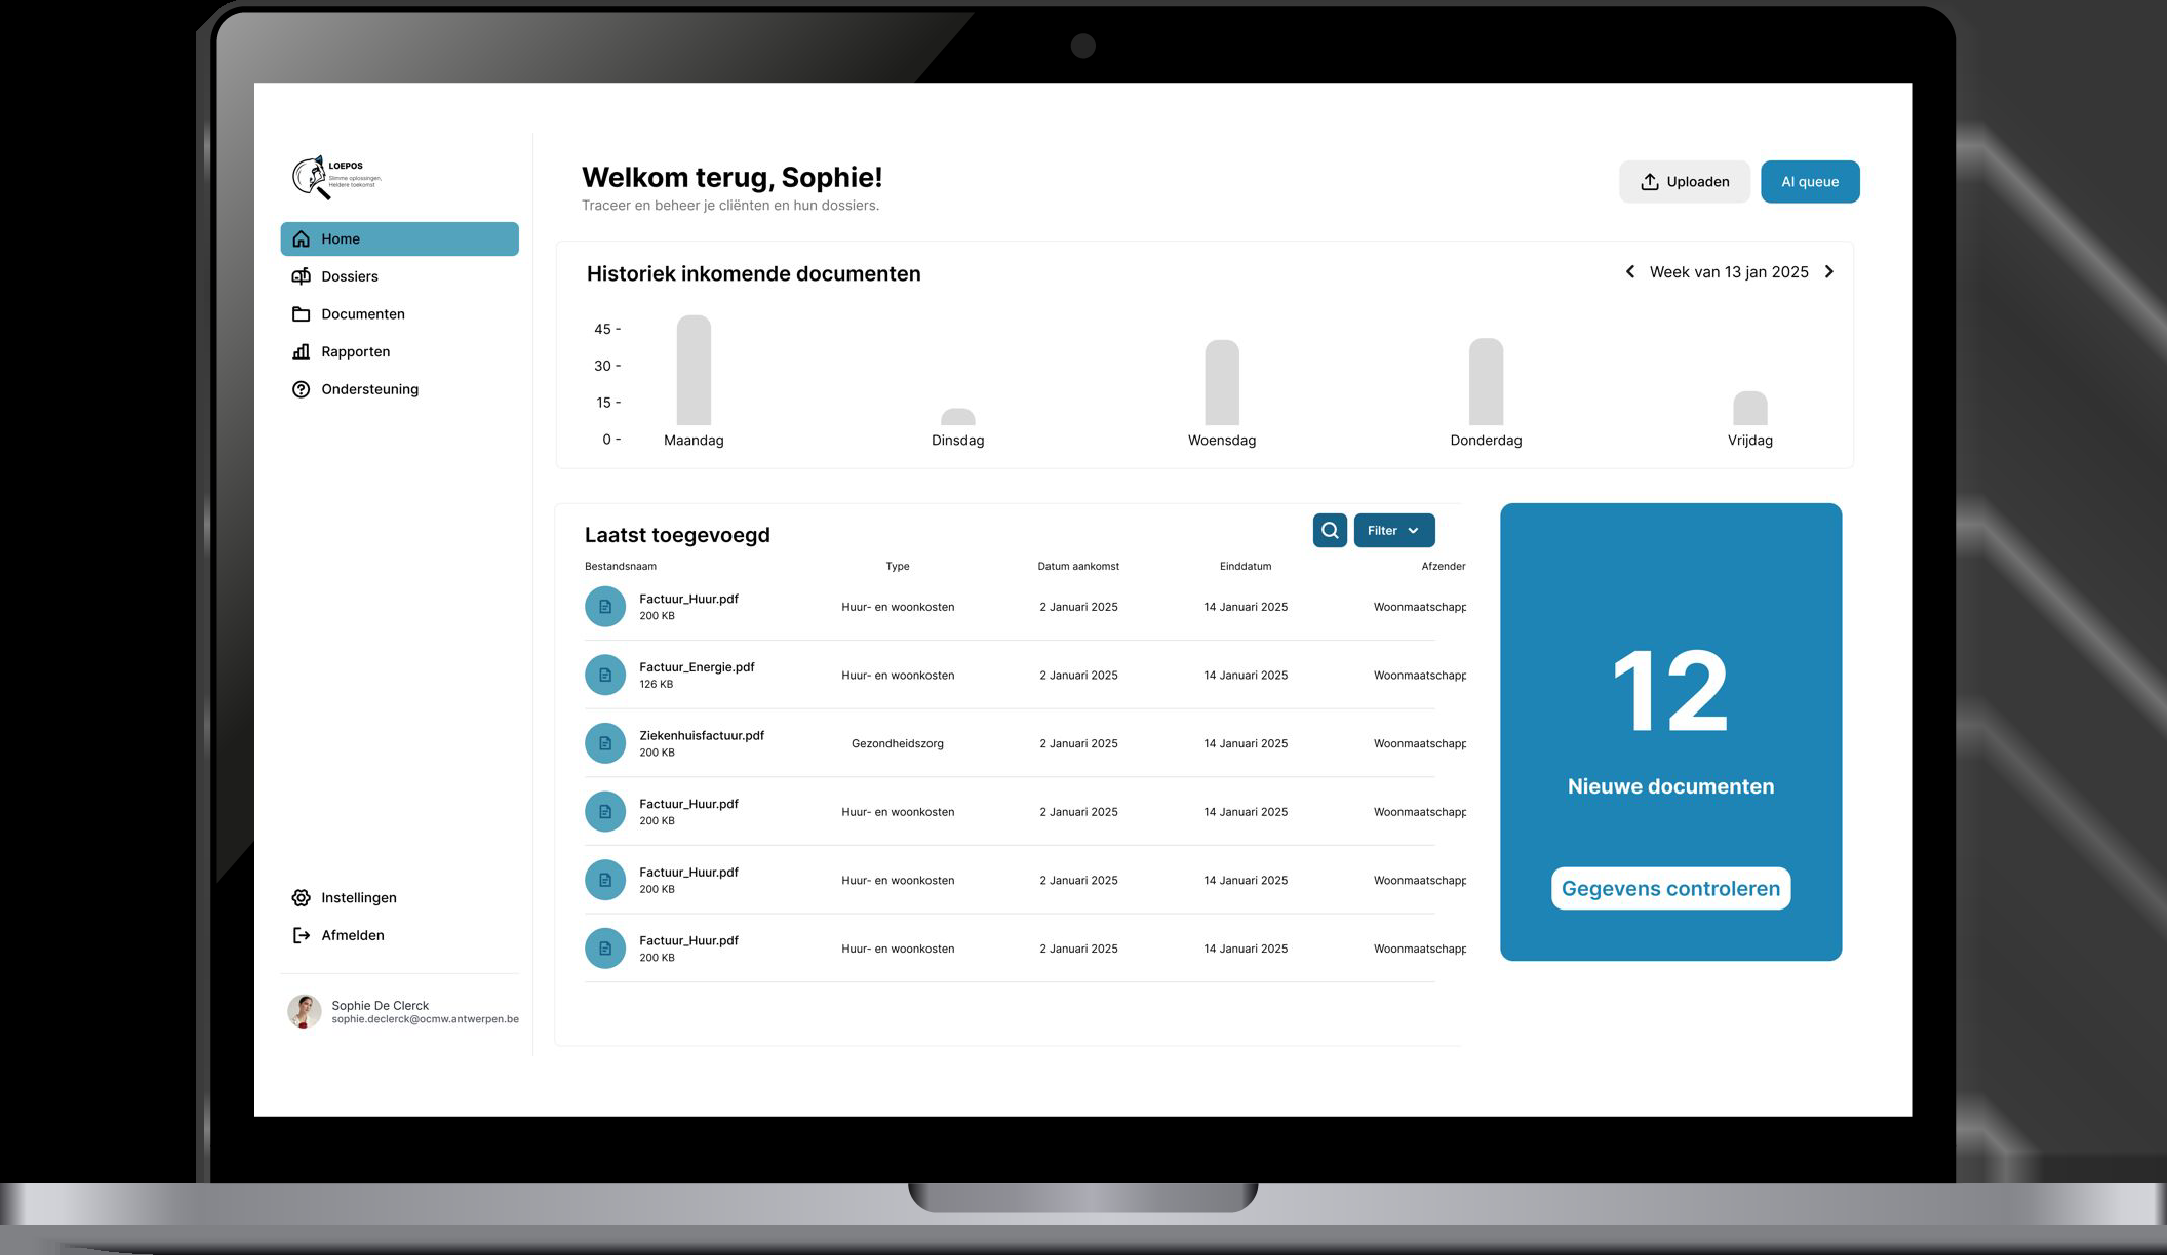 LOEPOS
Slimme oplossingen,
Heldere toekomst
Home
Dossiers
Documenten
Rapporten
Ondersteuning
Instellingen
Afmelden
Sophie De Clerck
sophie.declerck@ocmw.antwerpen.be
Welkom terug, Sophie!
Traceer en beheer je cliënten en hun dossiers.
Uploaden
AI queue
Historiek inkomende documenten
Week van 13 jan 2025
45 -
30 -
15 -
0 -
Maandag Dinsdag Woensdag Donderdag Vrijdag
Laatst toegevoegd
Filter
Bestandsnaam Type Datum aankomst Einddatum Afzender
Factuur_Huur.pdf Huur- en woonkosten 2 Januari 2025 14 Januari 2025 Woonmaatschapp
200 KB
Factuur_Energie.pdf Huur- en woonkosten 2 Januari 2025 14 Januari 2025 Woonmaatschapp
126 KB
Ziekenhuisfactuur.pdf Gezondheidszorg 2 Januari 2025 14 Januari 2025 Woonmaatschapp
200 KB
Factuur_Huur.pdf Huur- en woonkosten 2 Januari 2025 14 Januari 2025 Woonmaatschapp
200 KB
Factuur_Huur.pdf Huur- en woonkosten 2 Januari 2025 14 Januari 2025 Woonmaatschapp
200 KB
Factuur_Huur.pdf Huur- en woonkosten 2 Januari 2025 14 Januari 2025 Woonmaatschapp
200 KB
12
Nieuwe documenten
Gegevens controleren